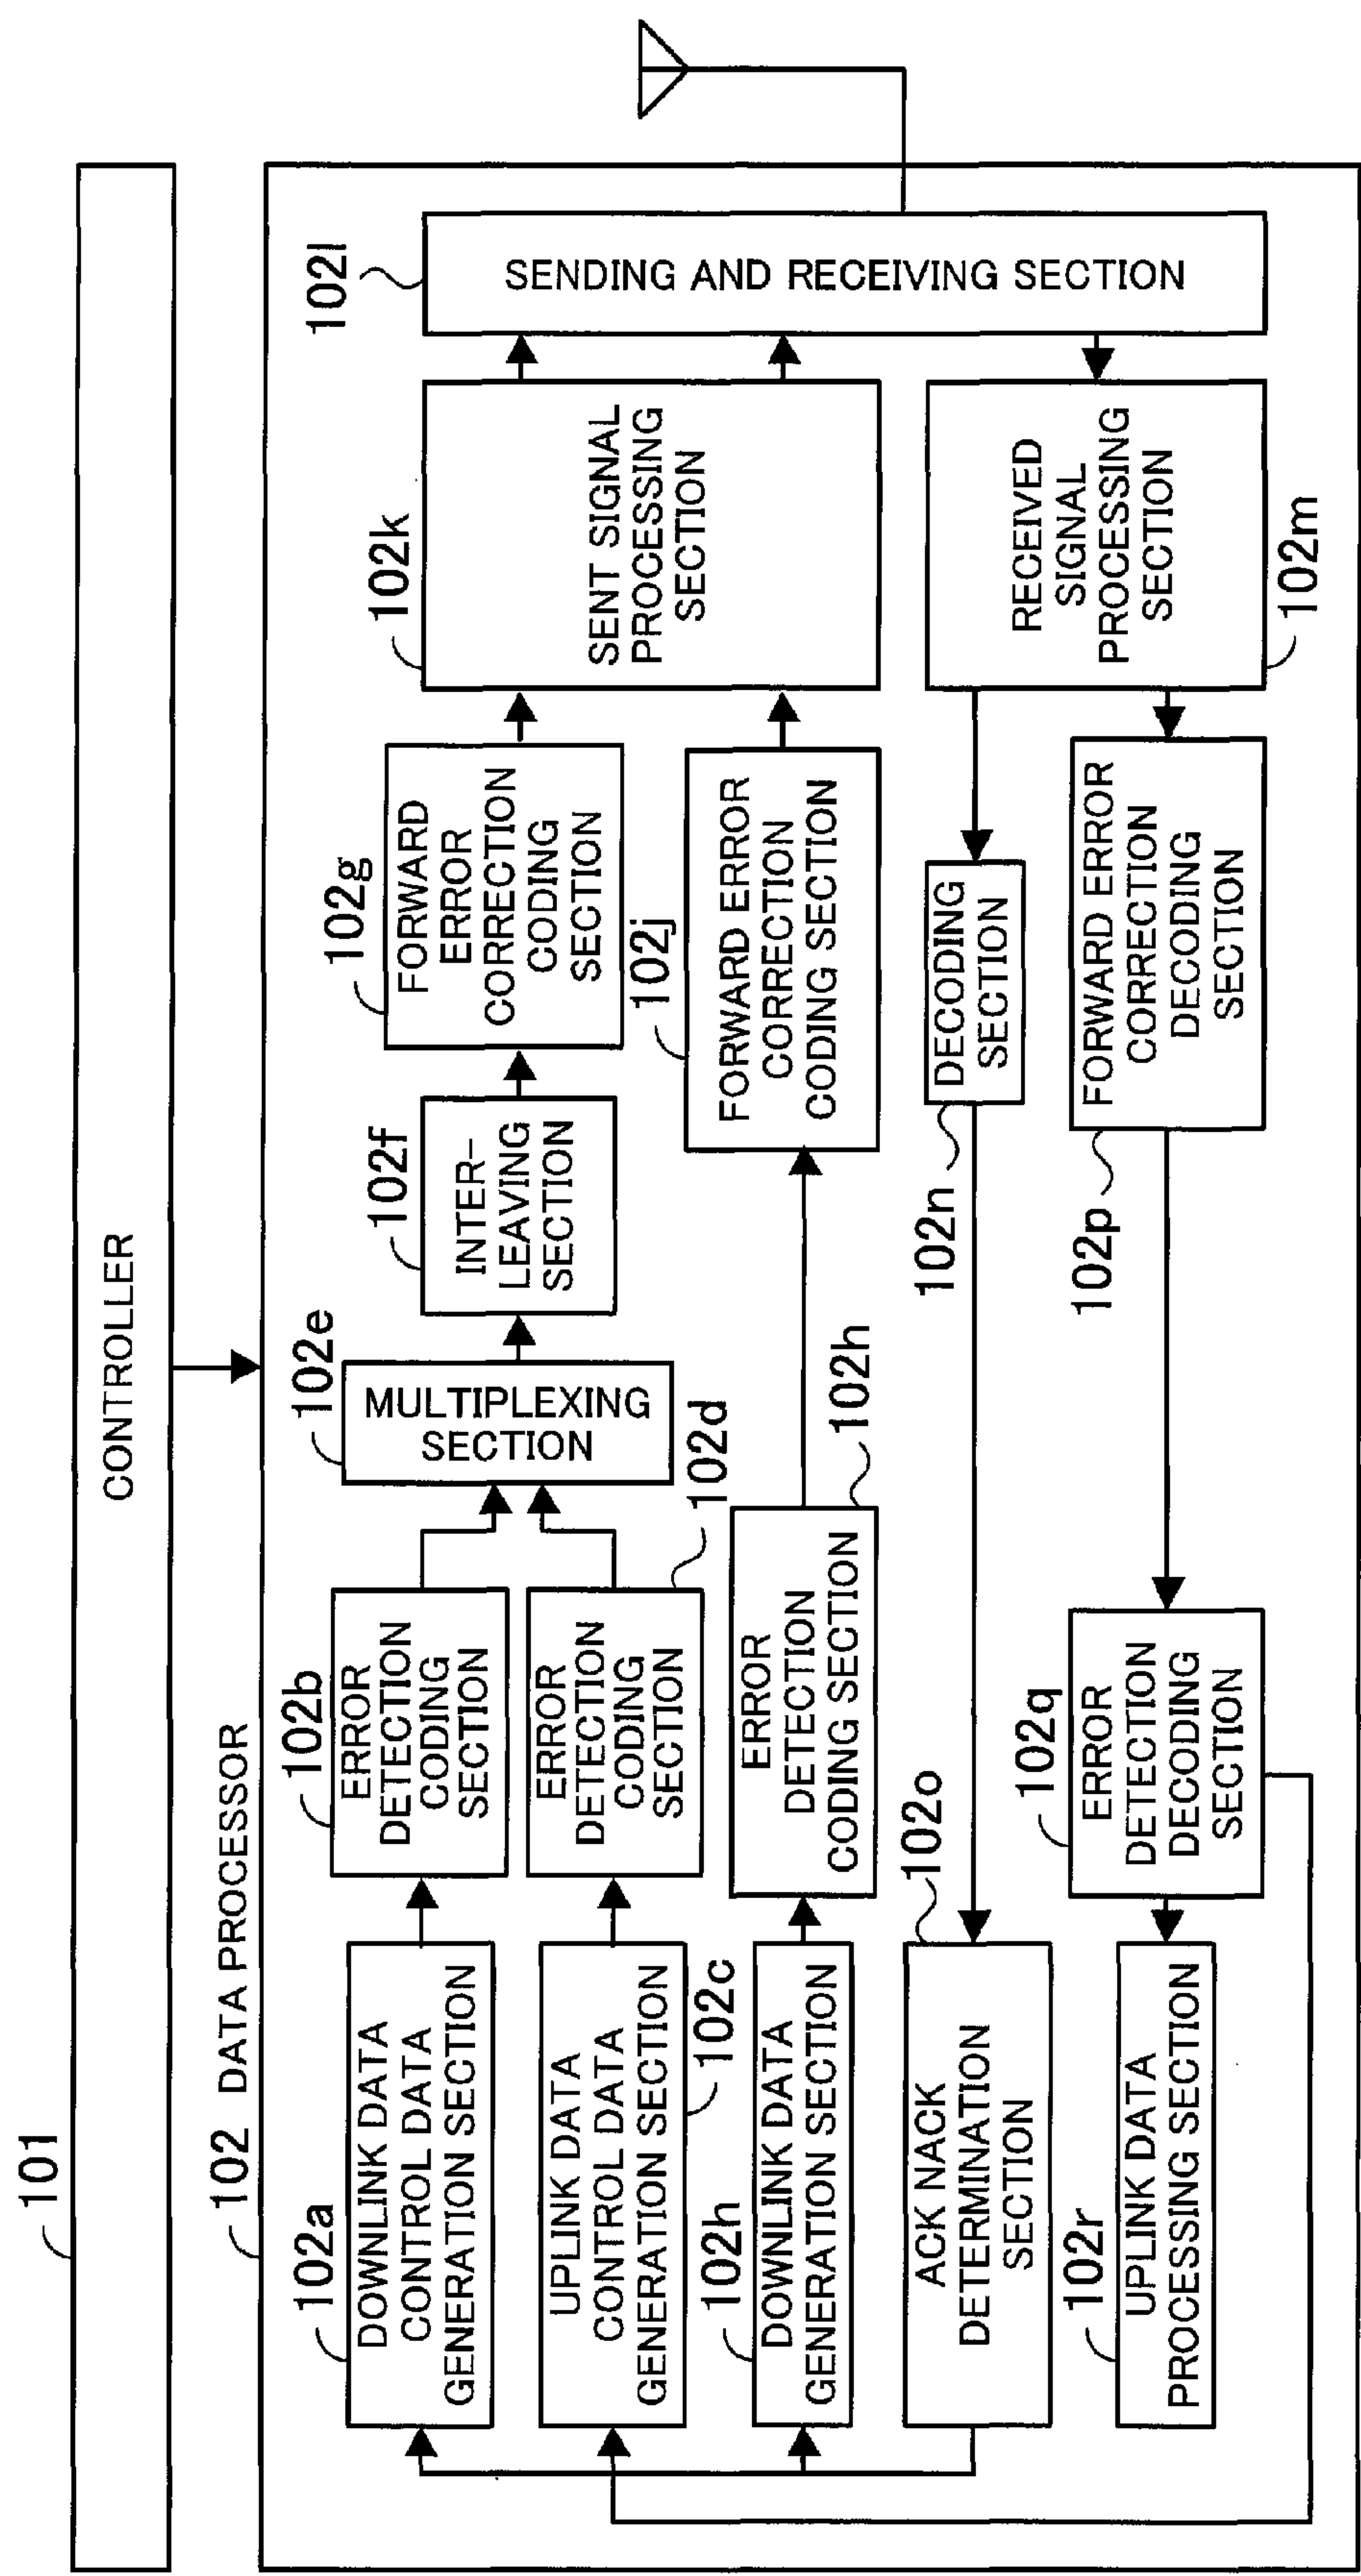 101
CONTROLLER
102 DATA PROCESSOR
102a
DOWNLINK DATA
CONTROL DATA
GENERATION SECTION
102b
ERROR
DETECTION
CODING
SECTION
UPLINK DATA
CONTROL DATA
GENERATION SECTION
102c
ERROR
DETECTION
CODING
SECTION
102d
102e
MULTIPLEXING
SECTION
102f
INTER-
LEAVING
SECTION
102g
FORWARD
ERROR
CORRECTION
CODING
SECTION
102h
DOWNLINK DATA
GENERATION SECTION
ERROR
DETECTION
CODING SECTION
102h
102j
FORWARD ERROR
CORRECTION
CODING SECTION
102k
SENT SIGNAL
PROCESSING
SECTION
102l
SENDING AND RECEIVING SECTION
RECEIVED
SIGNAL
PROCESSING
SECTION
102m
DECODING
SECTION
102n
102o
ACK NACK
DETERMINATION
SECTION
FORWARD ERROR
CORRECTION
DECODING
SECTION
102p
102q
ERROR
DETECTION
DECODING
SECTION
102r
UPLINK DATA
PROCESSING SECTION